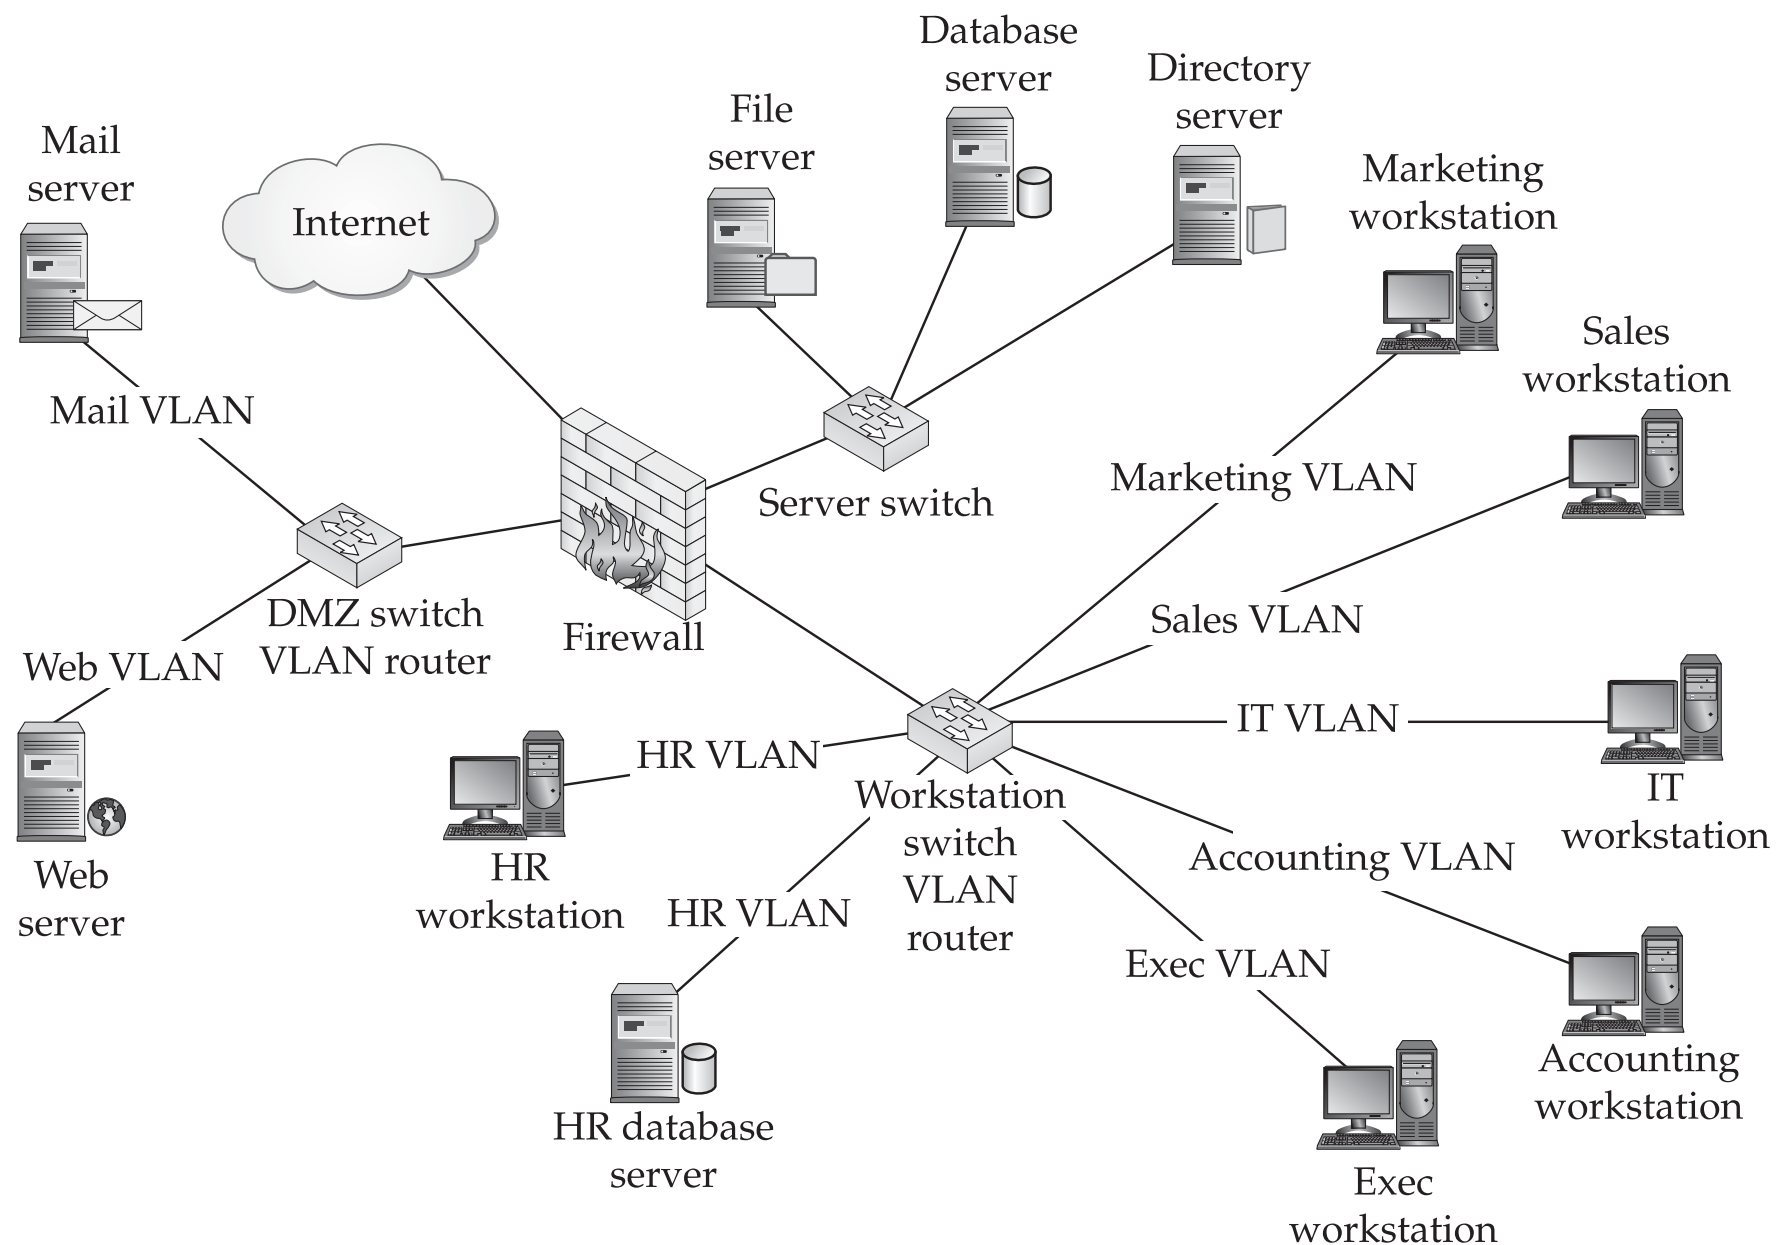 Database
server
Directory
server
File
server
Mail
server
Internet
Marketing
workstation
Sales
workstation
Mail VLAN
Marketing VLAN
Server switch
DMZ switch
VLAN router
Firewall
Sales VLAN
Web VLAN
IT VLAN
HR VLAN
Workstation
switch
VLAN
router
IT
workstation
Web
server
HR
workstation
HR VLAN
Accounting VLAN
Exec VLAN
Accounting
workstation
HR database
server
Exec
workstation